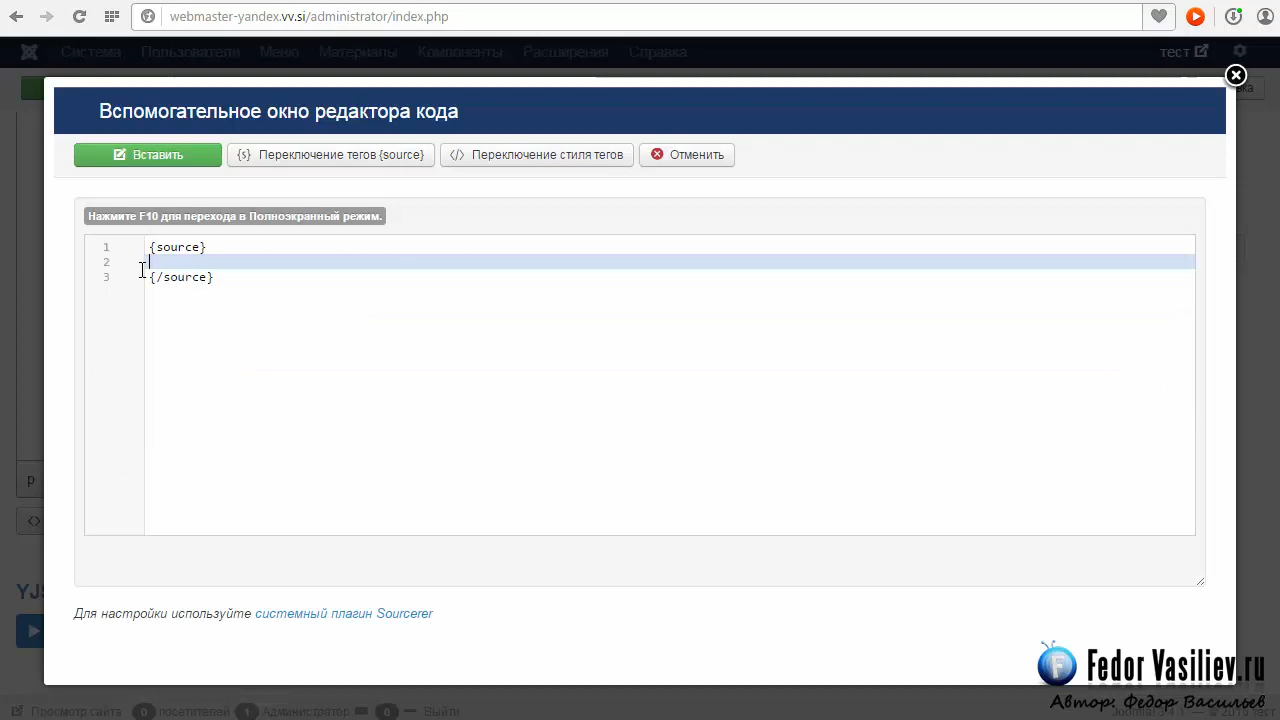 webmaster-yandex.vv.si/administrator/index.php
Система Пользователи Меню Материалы Компоненты Расширения Справка тест
Вспомогательное окно редактора кода
Вставить {s} Переключение тегов {source} </> Переключение стиля тегов Отменить
Нажмите F10 для перехода в Полноэкранный режим.
1 {source}
2
3 {/source}
p
<>
YJS
Для настройки используйте системный плагин Sourcerer
Fedor Vasiliev.ru
Автор: Федор Васильев
Просмотр сайта 0 посетителей 1 Администратор 0 Выйти